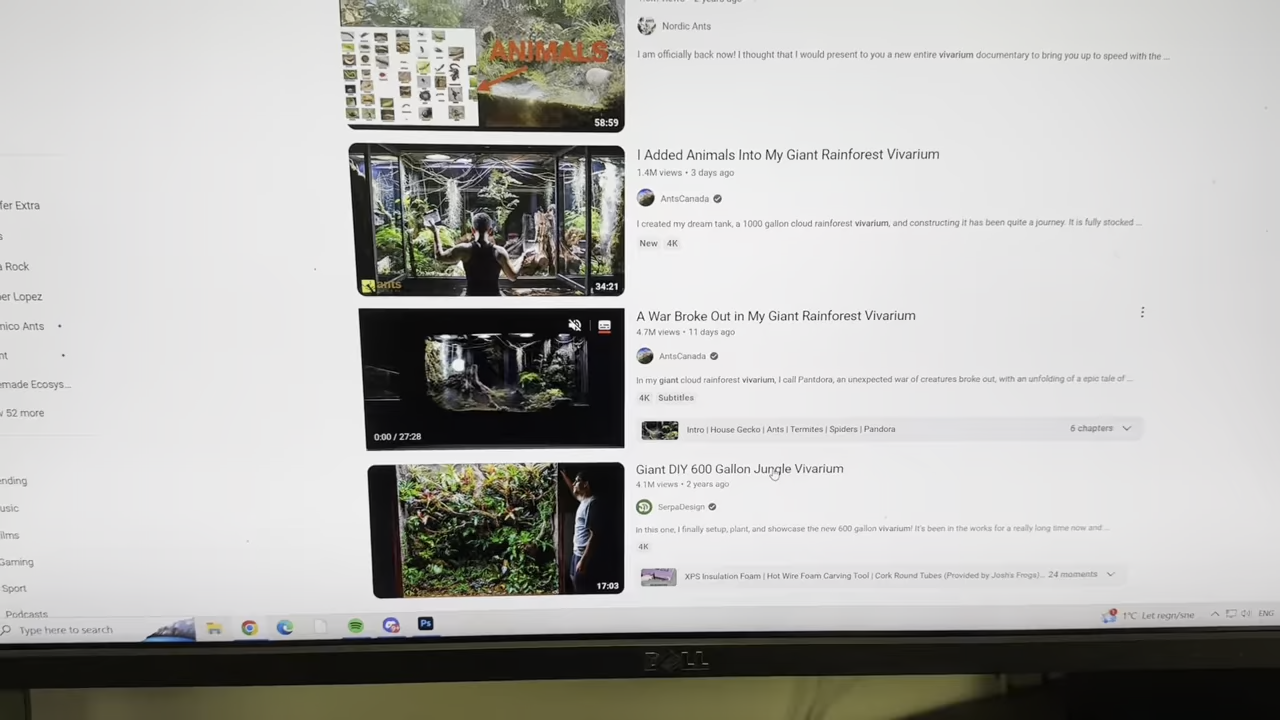 ANIMALS
58:59
Nordic Ants
I am officially back now! I thought that I would present to you a new entire vivarium documentary to bring you up to speed with the ...
I Added Animals Into My Giant Rainforest Vivarium
1.4M views • 3 days ago
AntsCanada
I created my dream tank, a 1000 gallon cloud rainforest vivarium, and constructing it has been quite a journey. It is fully stocked ...
New 4K
ants
34:21
A War Broke Out in My Giant Rainforest Vivarium
4.7M views • 11 days ago
AntsCanada
In my giant cloud rainforest vivarium, I call Pantdora, an unexpected war of creatures broke out, with an unfolding of a epic tale of ...
4K Subtitles
Intro | House Gecko | Ants | Termites | Spiders | Pandora 6 chapters
0:00 / 27:28
Giant DIY 600 Gallon Jungle Vivarium
4.1M views • 2 years ago
SerpaDesign
In this one, I finally setup, plant, and showcase the new 600 gallon vivarium! It's been in the works for a really long time now and...
4K
XPS Insulation Foam | Hot Wire Foam Carving Tool | Cork Round Tubes (Provided by Josh's Frogs)... 24 moments
17:03
fer Extra
s
a Rock
er Lopez
nico Ants •
nt •
emade Ecosys...
w 52 more
ending
usic
ilms
Gaming
Sport
Podcasts
Type here to search
Ps
1°C Let regn/sne
ENG
DELL